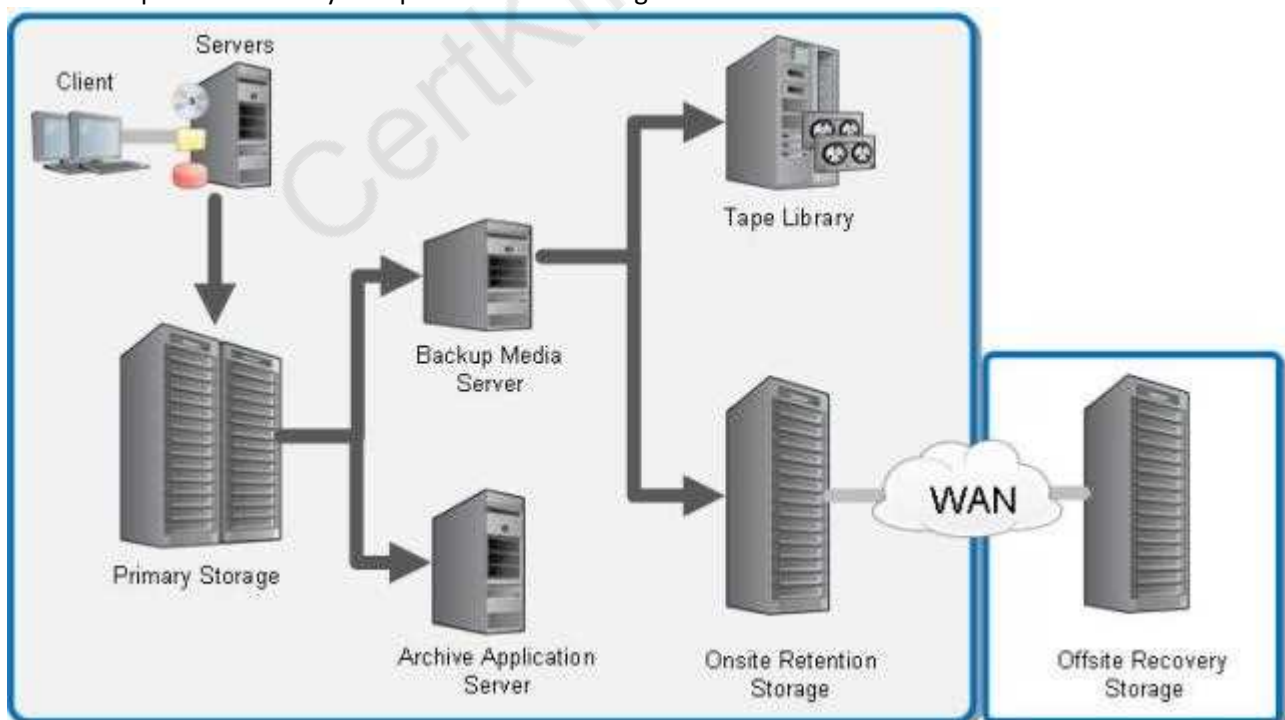 Servers
Client
Tape Library
Backup Media
Server
Primary Storage
WAN
Archive Application
Server
Onsite Retention
Storage
Offsite Recovery
Storage